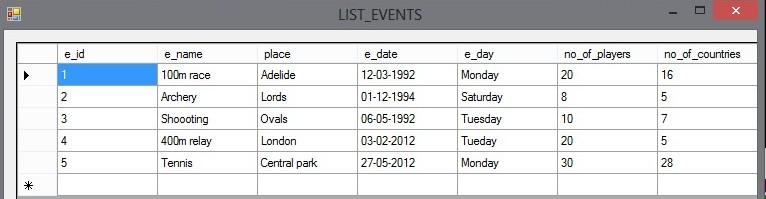 LIST_EVENTS
e_id e_name place e_date e_day no_of_players no_of_countries
1 100m race Adelide 12-03-1992 Monday 20 16
2 Archery Lords 01-12-1994 Saturday 8 5
3 Shoooting Ovals 06-05-1992 Tuesday 10 7
4 400m relay London 03-02-2012 Tueday 20 5
5 Tennis Central park 27-05-2012 Monday 30 28